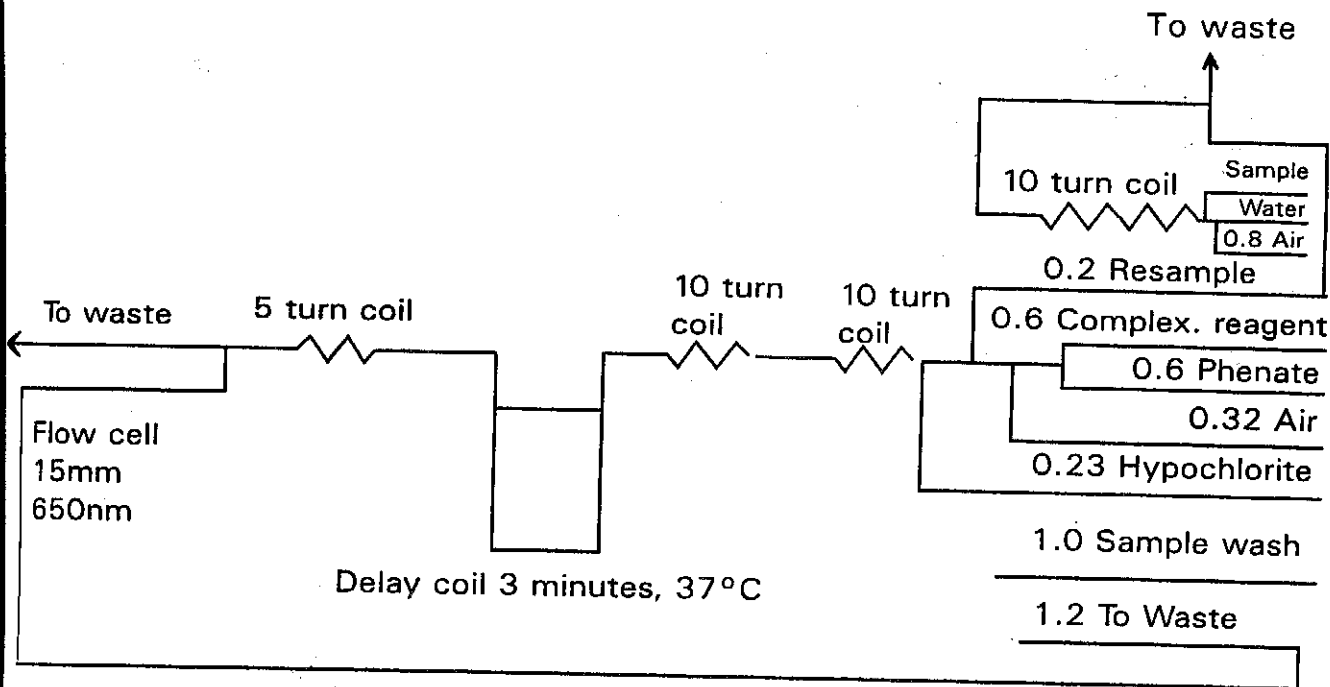 To waste
Sample
10 turn coil
Water
0.8 Air
0.2 Resample
10 turn
coil
10 turn
coil
0.6 Complex. reagent
To waste
5 turn coil
0.6 Phenate
0.32 Air
Flow cell
15mm
650nm
0.23 Hypochlorite
1.0 Sample wash
Delay coil 3 minutes, 37°C
1.2 To Waste